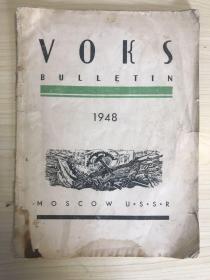 VOKS
BULLETIN
1948
MOSCOW U·S·S·R